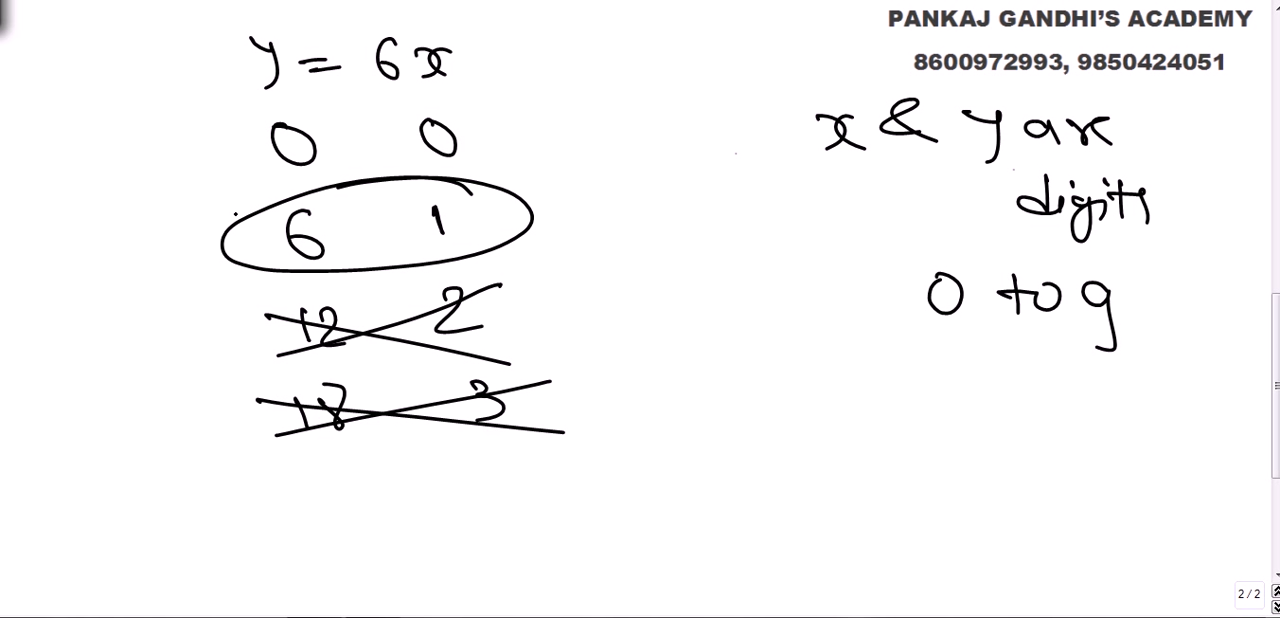 PANKAJ GANDHI'S ACADEMY
8600972993, 9850424051
y = 6x
0 0
6 1
12 2
18 3
x & y are
digits
0 to 9
2 / 2